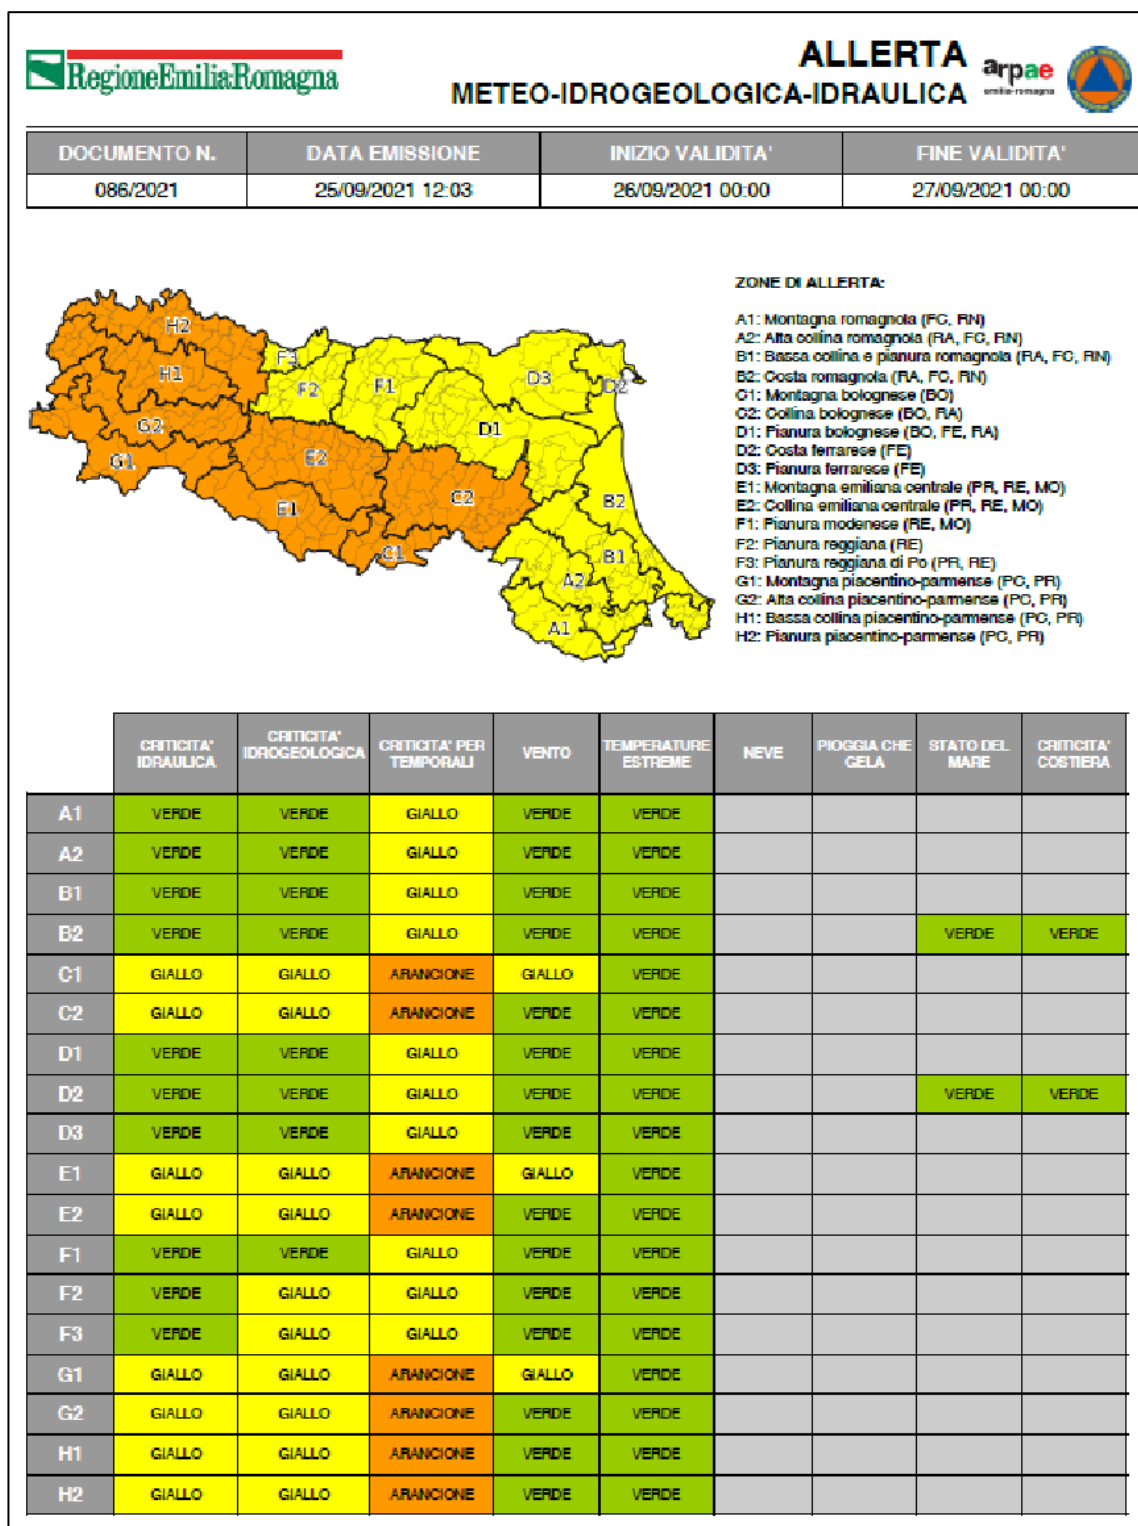 RegioneEmilia-Romagna
ALLERTA
METEO-IDROGEOLOGICA-IDRAULICA
arpae
emilia-romagna
DOCUMENTO N. DATA EMISSIONE INIZIO VALIDITA' FINE VALIDITA'
086/2021 25/09/2021 12:03 26/09/2021 00:00 27/09/2021 00:00
H2
H1
G2
G1
F3
F2
F1
E2
E1
D3
D2
D1
C2
C1
B2
B1
A2
A1
ZONE DI ALLERTA:
A1: Montagna romagnola (FC, RN)
A2: Alta collina romagnola (RA, FC, RN)
B1: Bassa collina e pianura romagnola (RA, FC, RN)
B2: Costa romagnola (RA, FC, RN)
C1: Montagna bolognese (BO)
C2: Collina bolognese (BO, RA)
D1: Pianura bolognese (BO, FE, RA)
D2: Costa ferrarese (FE)
D3: Pianura ferrarese (FE)
E1: Montagna emiliana centrale (PR, RE, MO)
E2: Collina emiliana centrale (PR, RE, MO)
F1: Pianura modenese (RE, MO)
F2: Pianura reggiana (RE)
F3: Pianura reggiana di Po (PR, RE)
G1: Montagna piacentino-parmense (PC, PR)
G2: Alta collina piacentino-parmense (PC, PR)
H1: Bassa collina piacentino-parmense (PC, PR)
H2: Pianura piacentino-parmense (PC, PR)
CRITICITA' IDRAULICA CRITICITA' IDROGEOLOGICA CRITICITA' PER TEMPORALI VENTO TEMPERATURE ESTREME NEVE PIOGGIA CHE GELA STATO DEL MARE CRITICITA' COSTIERA
A1 VERDE VERDE GIALLO VERDE VERDE
A2 VERDE VERDE GIALLO VERDE VERDE
B1 VERDE VERDE GIALLO VERDE VERDE
B2 VERDE VERDE GIALLO VERDE VERDE VERDE VERDE
C1 GIALLO GIALLO ARANCIONE GIALLO VERDE
C2 GIALLO GIALLO ARANCIONE VERDE VERDE
D1 VERDE VERDE GIALLO VERDE VERDE
D2 VERDE VERDE GIALLO VERDE VERDE VERDE VERDE
D3 VERDE VERDE GIALLO VERDE VERDE
E1 GIALLO GIALLO ARANCIONE GIALLO VERDE
E2 GIALLO GIALLO ARANCIONE VERDE VERDE
F1 VERDE VERDE GIALLO VERDE VERDE
F2 VERDE GIALLO GIALLO VERDE VERDE
F3 VERDE GIALLO GIALLO VERDE VERDE
G1 GIALLO GIALLO ARANCIONE GIALLO VERDE
G2 GIALLO GIALLO ARANCIONE VERDE VERDE
H1 GIALLO GIALLO ARANCIONE VERDE VERDE
H2 GIALLO GIALLO ARANCIONE VERDE VERDE